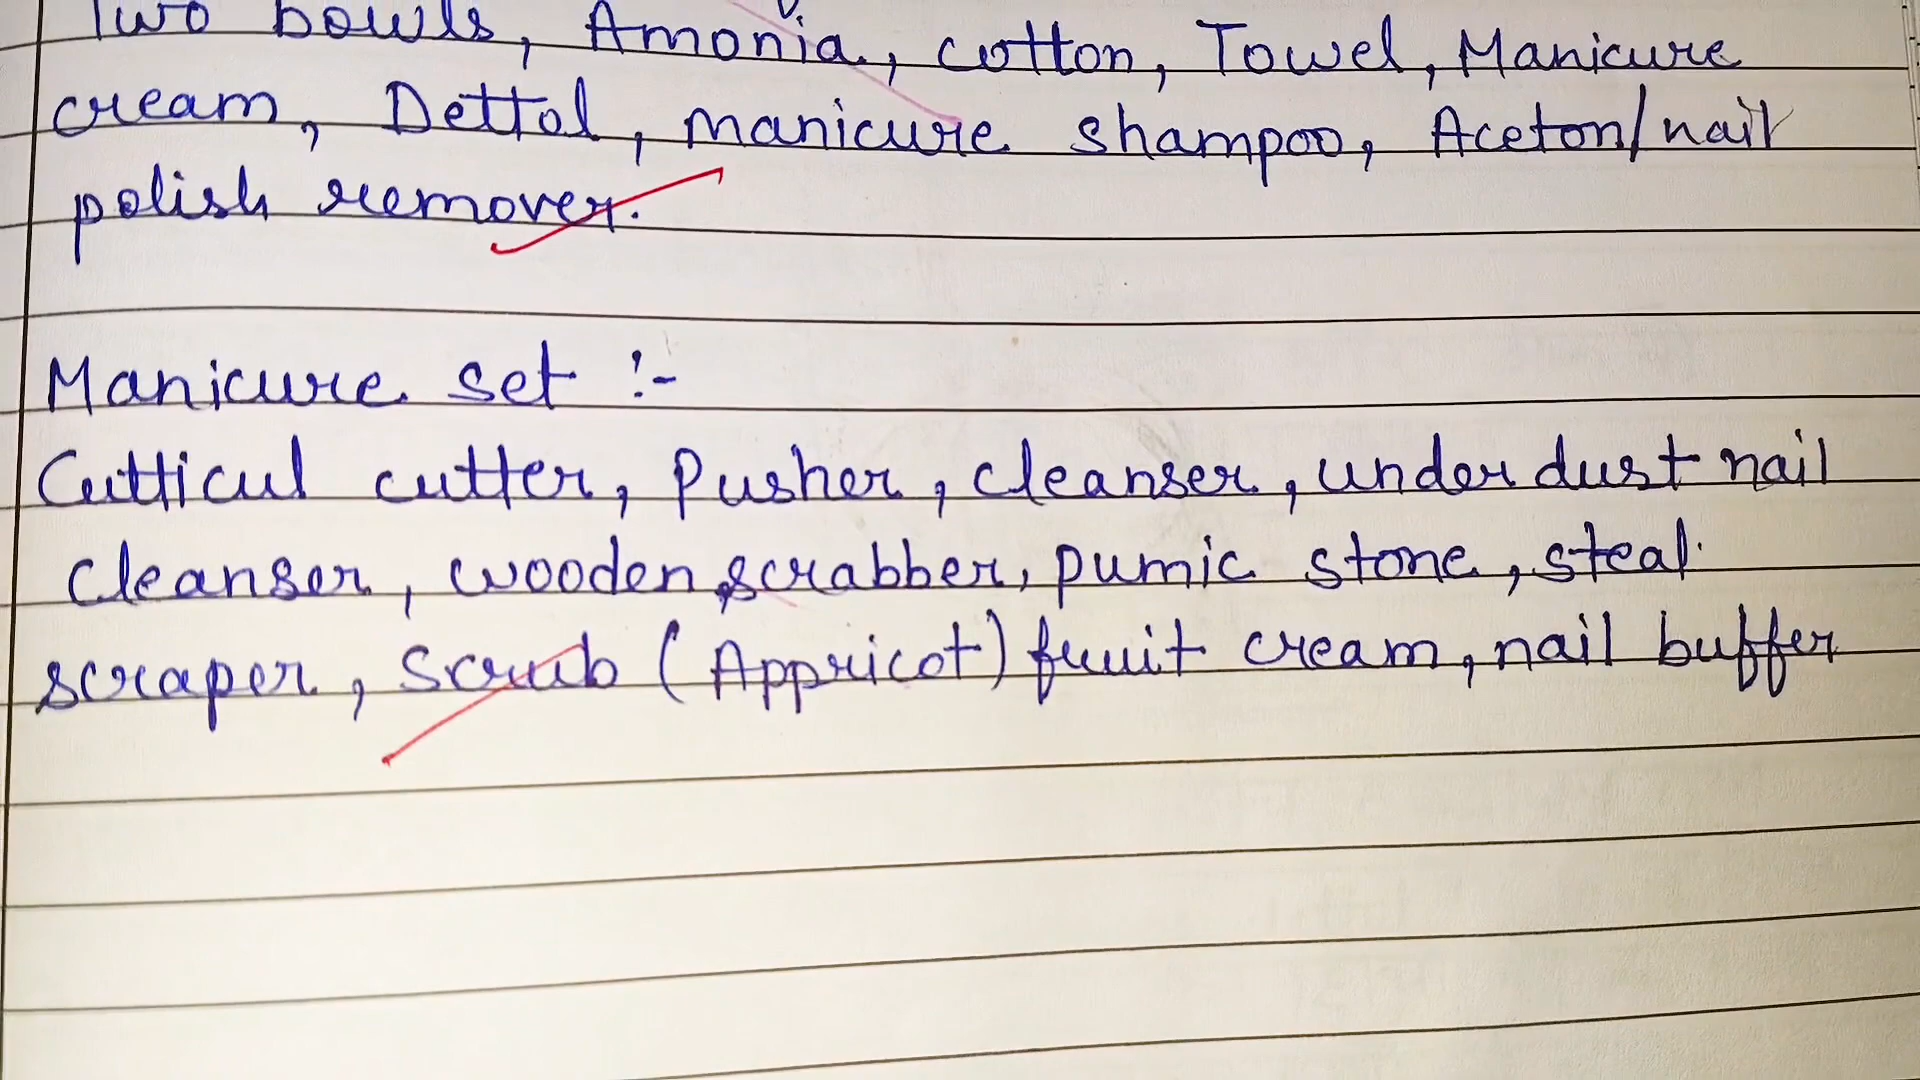 Two bowls, Amonia, cotton, Towel, Manicure
cream, Dettol, manicure shampoo, Aceton/nail
polish remover.
Manicure set :-
Cutticul cutter, Pusher, cleanser, under dust nail
cleanser, wooden scrabber, pumic stone, steal
scraper, Scrub (Appricot) fruit cream, nail buffer